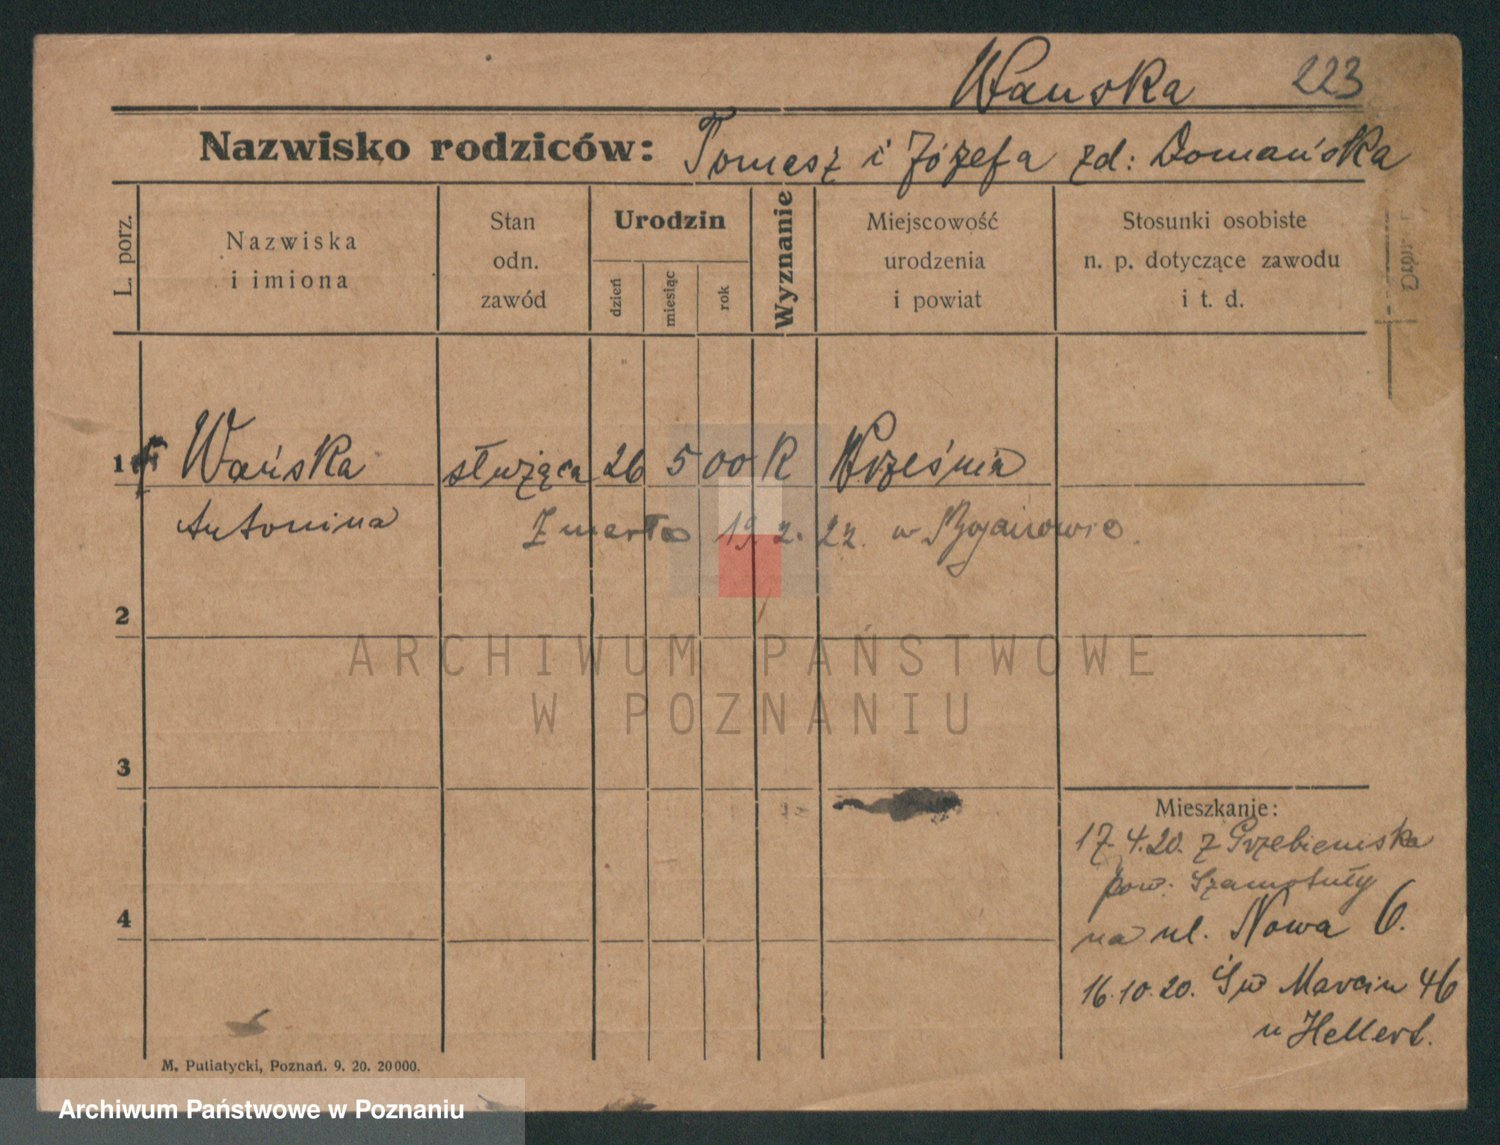 Wańska 223
Nazwisko rodziców: Tomasz i Józefa zd: Domańska
L. porz.
Nazwiska
i imiona
Stan
odn.
zawód
Urodzin
dzień
miesiąc
rok
Wyznanie
Miejscowość
urodzenia
i powiat
Stosunki osobiste
n. p. dotyczące zawodu
i t. d.
1 Wańska służąca 26 5 00 R Września
Antonina Zmarła 19. 2. 22. w Bojanowie.
2
3
4
Mieszkanie:
17.4.20. z Grzebieniska
pow: Szamotuły
na ul. Nowa 6.
16.10.20. Św Marcin 46
u Hellert.
M. Putiatycki, Poznań. 9. 20. 20000.
ARCHIWUM PAŃSTWOWE
W POZNANIU
Archiwum Państwowe w Poznaniu